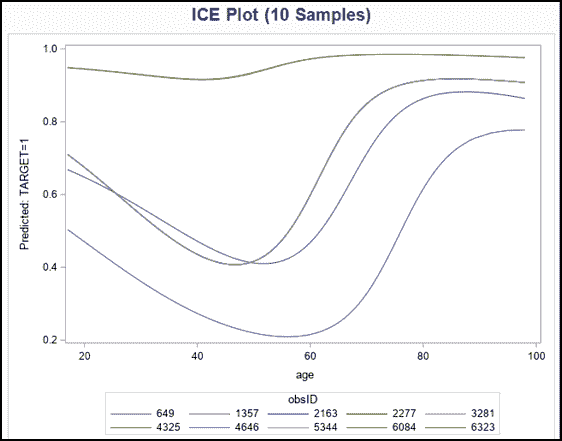 ICE Plot (10 Samples)
Predicted: TARGET=1
1.0
0.8
0.6
0.4
0.2
20 40 60 80 100
age
obsID
649 1357 2163 2277 3281
4325 4646 5344 6084 6323